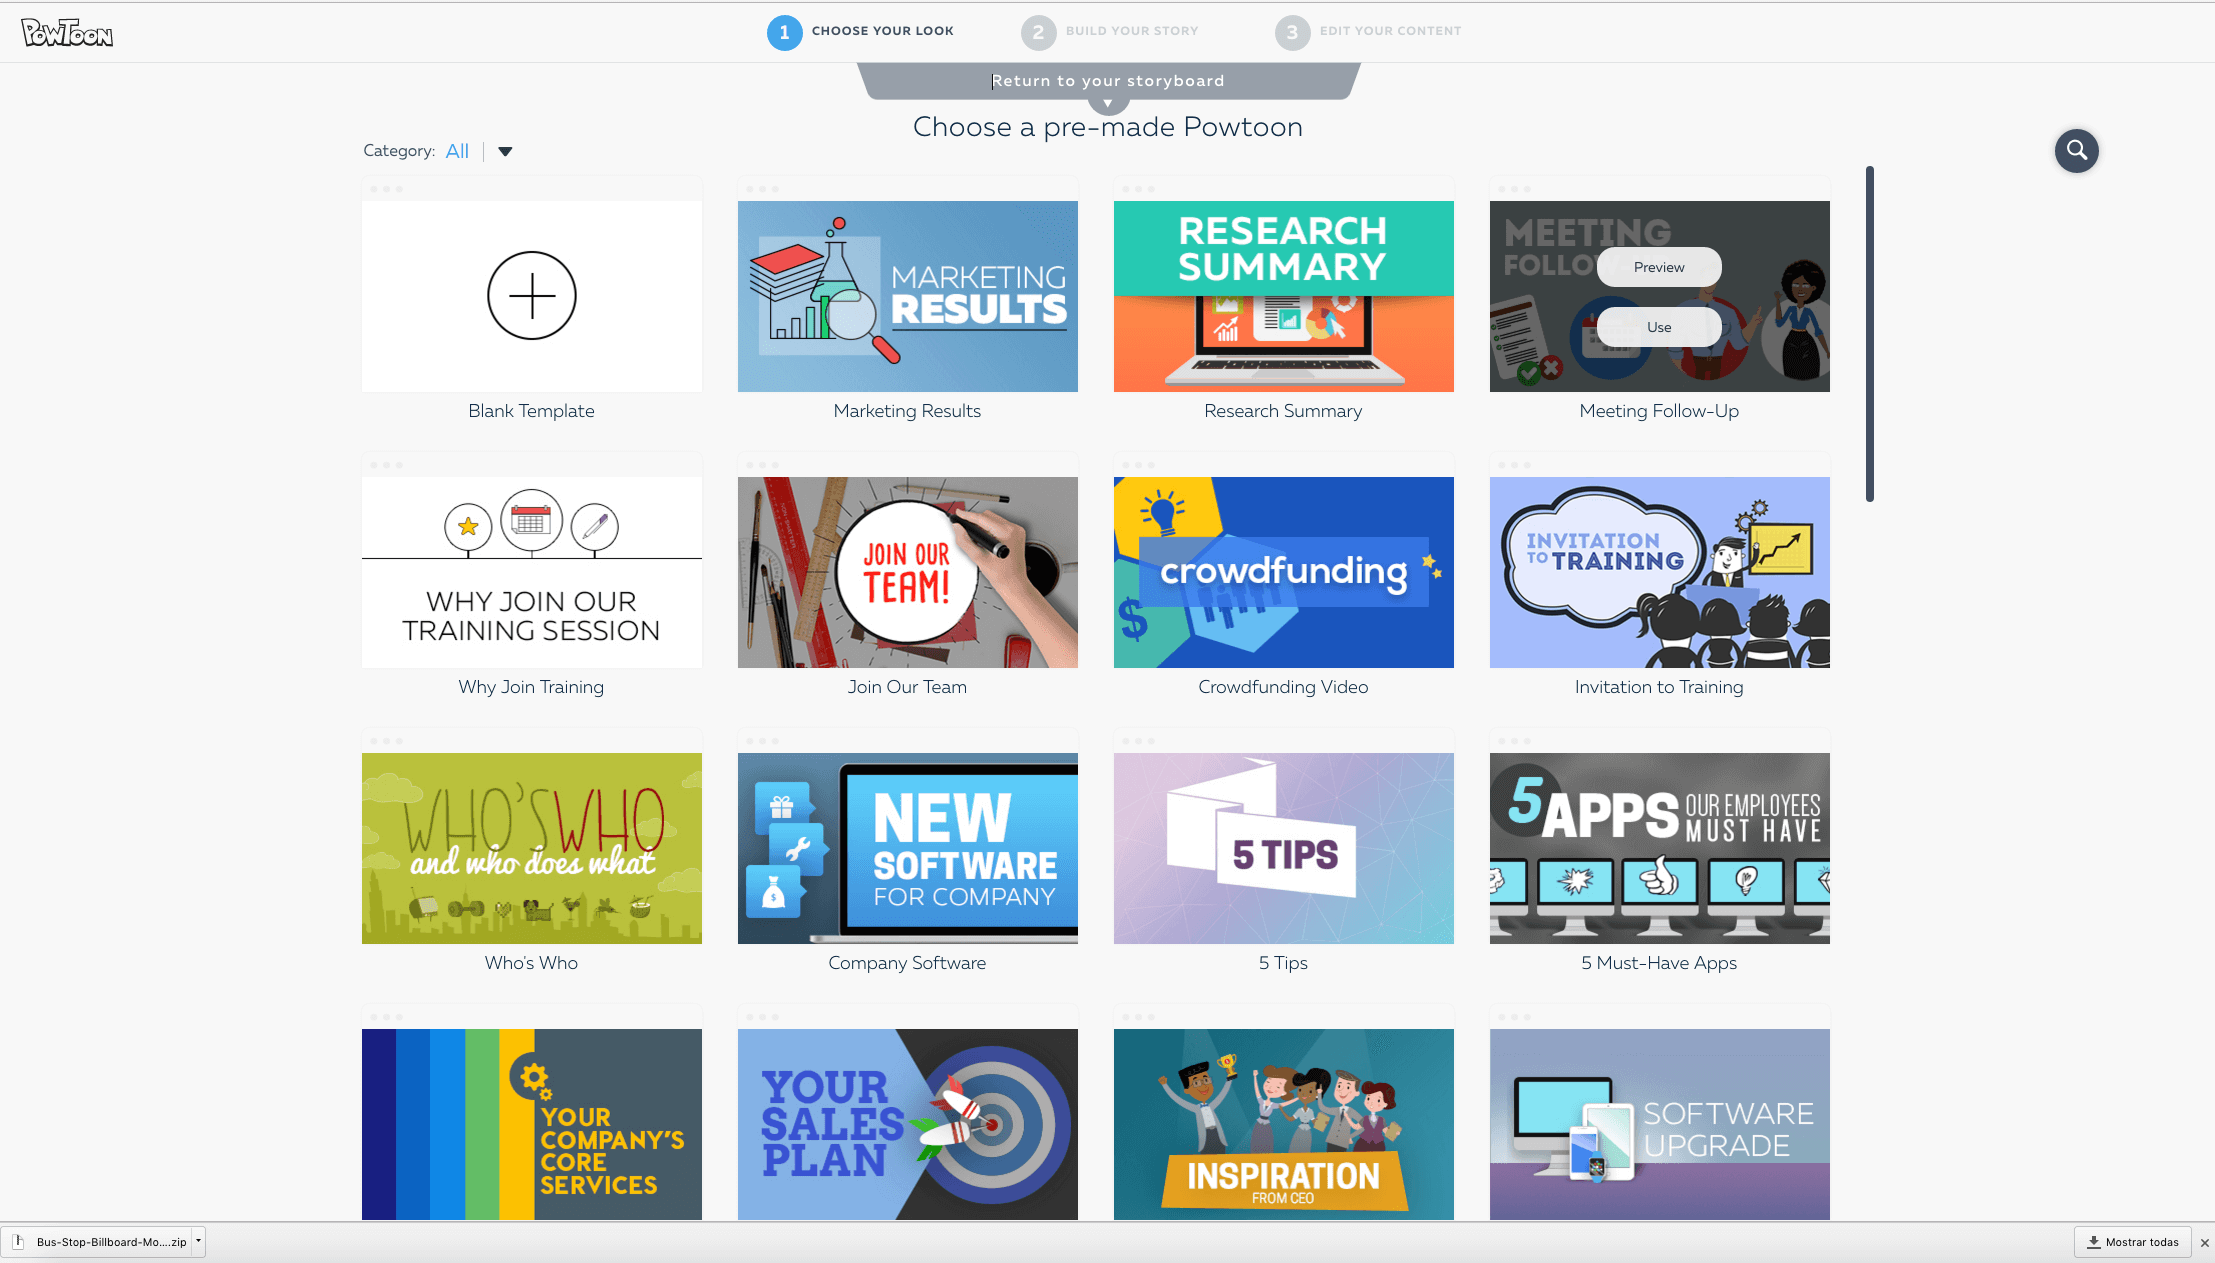 POWTOON
1 CHOOSE YOUR LOOK
2 BUILD YOUR STORY
3 EDIT YOUR CONTENT
Return to your storyboard
Choose a pre-made Powtoon
Category: All
MARKETING
RESULTS
RESEARCH
SUMMARY
MEETING
FOLLOW-
Preview
Use
Blank Template
Marketing Results
Research Summary
Meeting Follow-Up
WHY JOIN OUR
TRAINING SESSION
JOIN OUR
TEAM!
crowdfunding
$
INVITATION
TO TRAINING
Why Join Training
Join Our Team
Crowdfunding Video
Invitation to Training
WHO'S WHO
and who does what
NEW
SOFTWARE
FOR COMPANY
$
5 TIPS
5 APPS OUR EMPLOYEES
MUST HAVE
Who's Who
Company Software
5 Tips
5 Must-Have Apps
YOUR
COMPANY'S
CORE
SERVICES
YOUR
SALES
PLAN
INSPIRATION
FROM CEO
SOFTWARE
UPGRADE
Bus-Stop-Billboard-Mo....zip
Mostrar todas